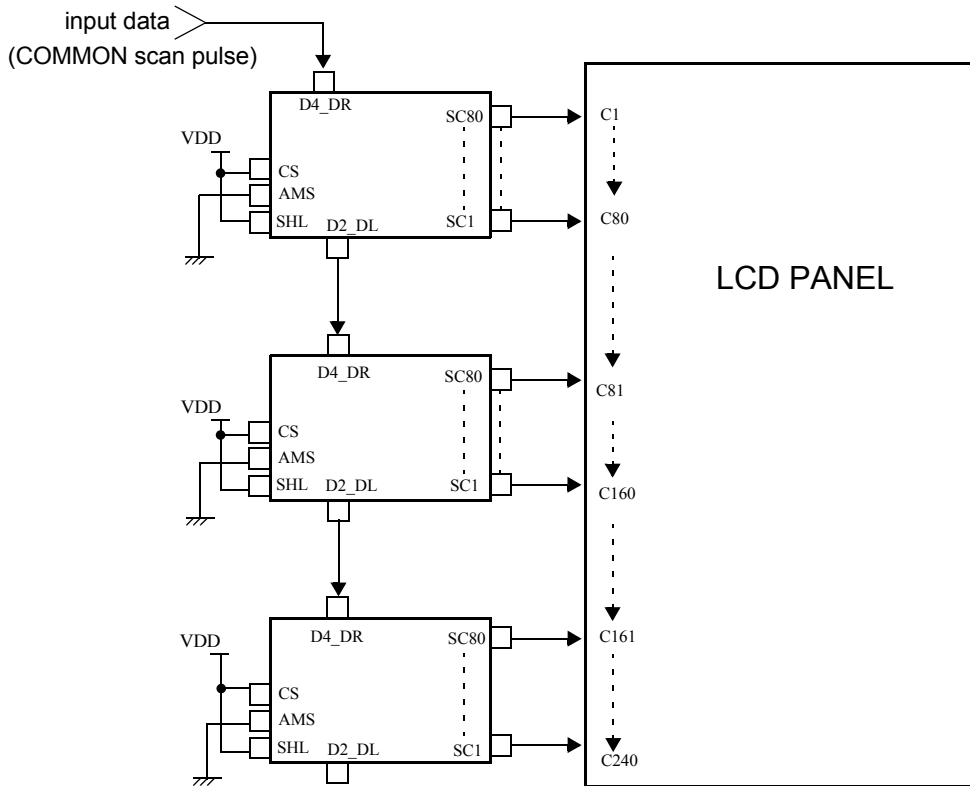 input data
(COMMON scan pulse)
D4_DR
SC80
C1
VDD
CS
AMS
SHL
D2_DL
SC1
C80
LCD PANEL
D4_DR
SC80
C81
VDD
CS
AMS
SHL
D2_DL
SC1
C160
D4_DR
SC80
C161
VDD
CS
AMS
SHL
D2_DL
SC1
C240